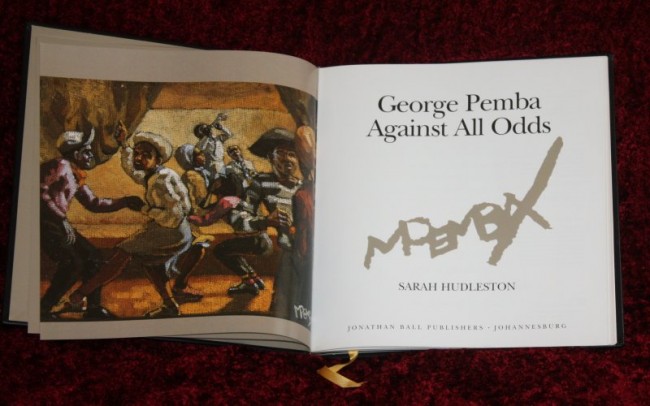 George Pemba
Against All Odds
MPEMBA
SARAH HUDLESTON
JONATHAN BALL PUBLISHERS · JOHANNESBURG